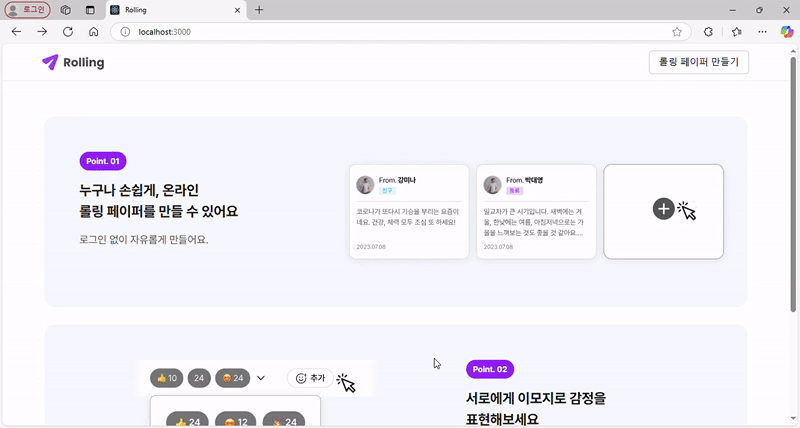 로그인
Rolling
localhost:3000
Rolling
롤링 페이퍼 만들기
Point. 01
누구나 손쉽게, 온라인
롤링 페이퍼를 만들 수 있어요
로그인 없이 자유롭게 만들어요.
From. 강미나
친구
코로나가 또다시 기승을 부리는 요즘이
네요. 건강, 체력 모두 조심 또 하세요!
2023.07.08
From. 박대영
동료
일교차가 큰 시기입니다. 새벽에는 겨
울, 한낮에는 여름, 아침저녁으로는 가
을을 느껴보는 것도 좋을 것 같아요....
2023.07.08
10
24
24
추가
24
12
24
Point. 02
서로에게 이모지로 감정을
표현해보세요